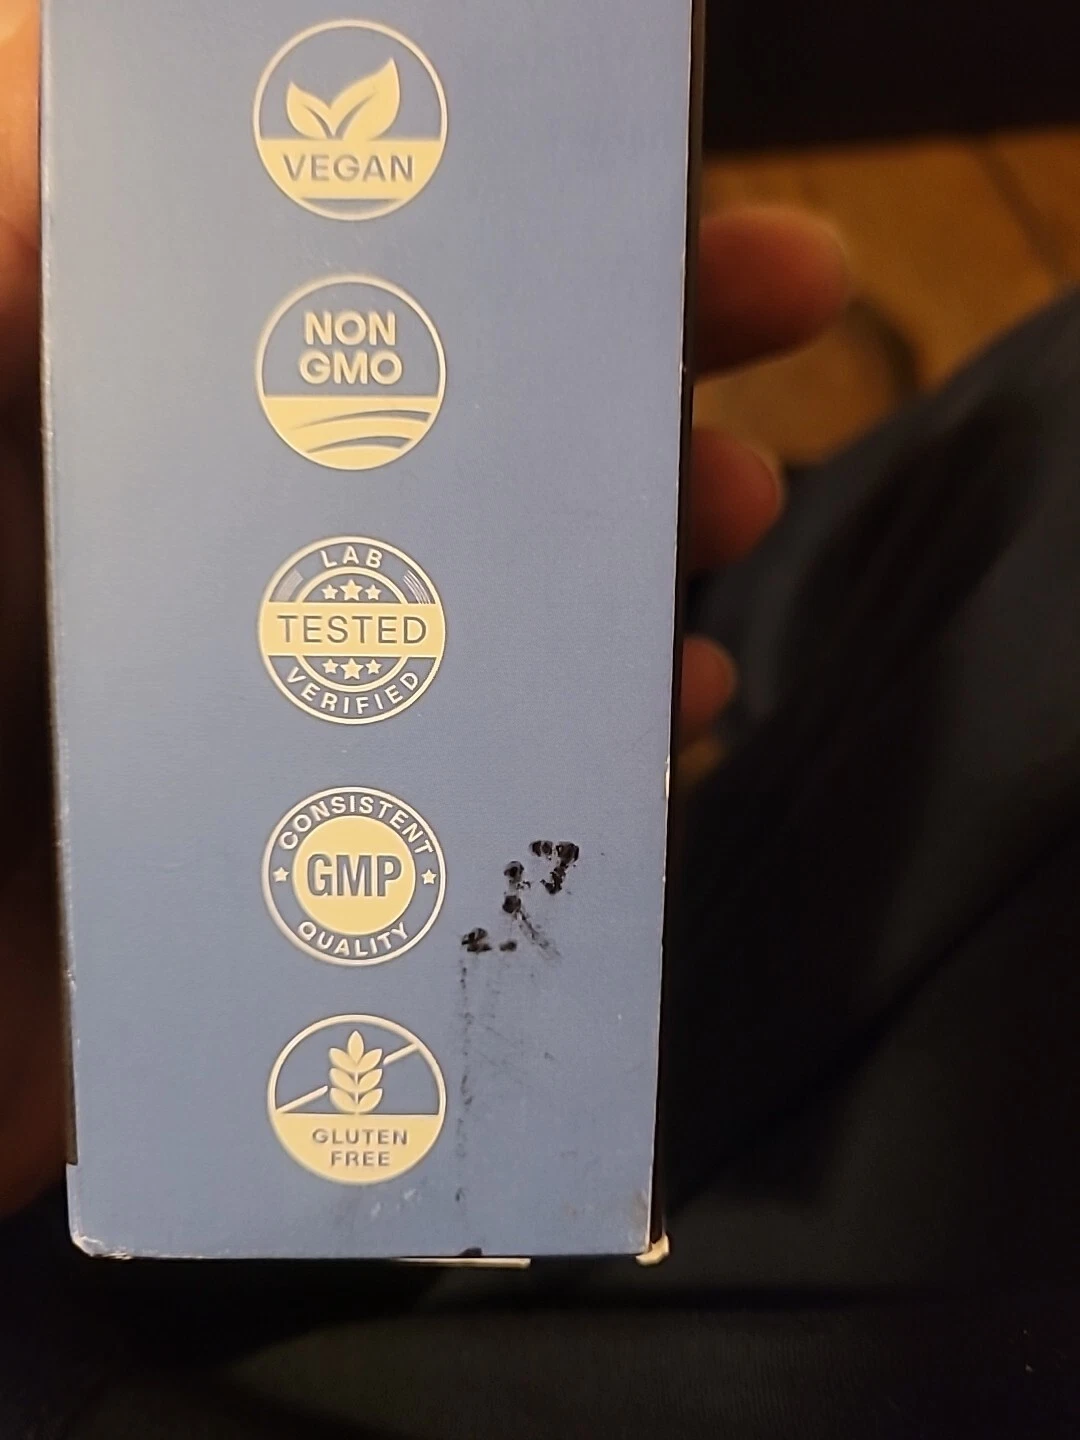 VEGAN
NON
GMO
LAB
TESTED
VERIFIED
CONSISTENT
GMP
QUALITY
GLUTEN
FREE